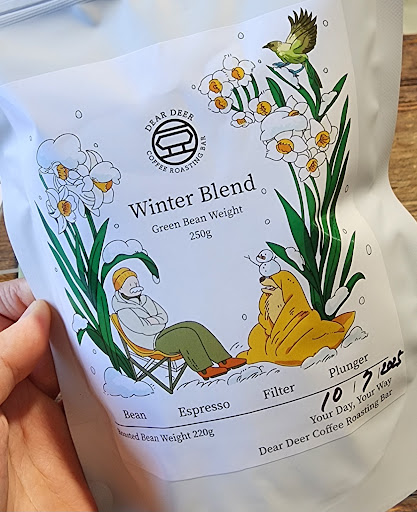 DEAR DEER
COFFEE ROASTING BAR
Winter Blend
Green Bean Weight
250g
Bean Espresso Filter Plunger
Roasted Bean Weight 220g
10/7/2025
Your Day, Your Way
Dear Deer Coffee Roasting Bar